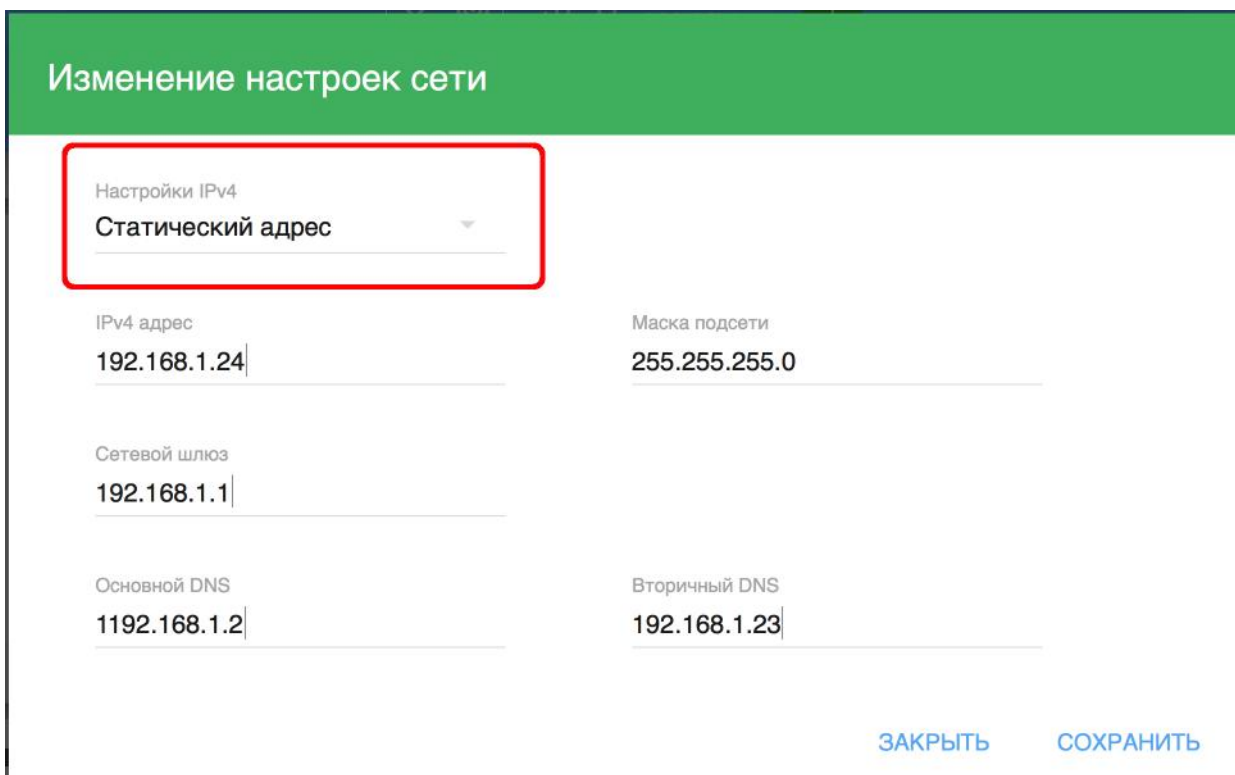 Изменение настроек сети
Настройки IPv4
Статический адрес
IPv4 адрес
Маска подсети
192.168.1.24
255.255.255.0
Сетевой шлюз
192.168.1.1
Основной DNS
Вторичный DNS
1192.168.1.2
192.168.1.23
ЗАКРЫТЬ
СОХРАНИТЬ